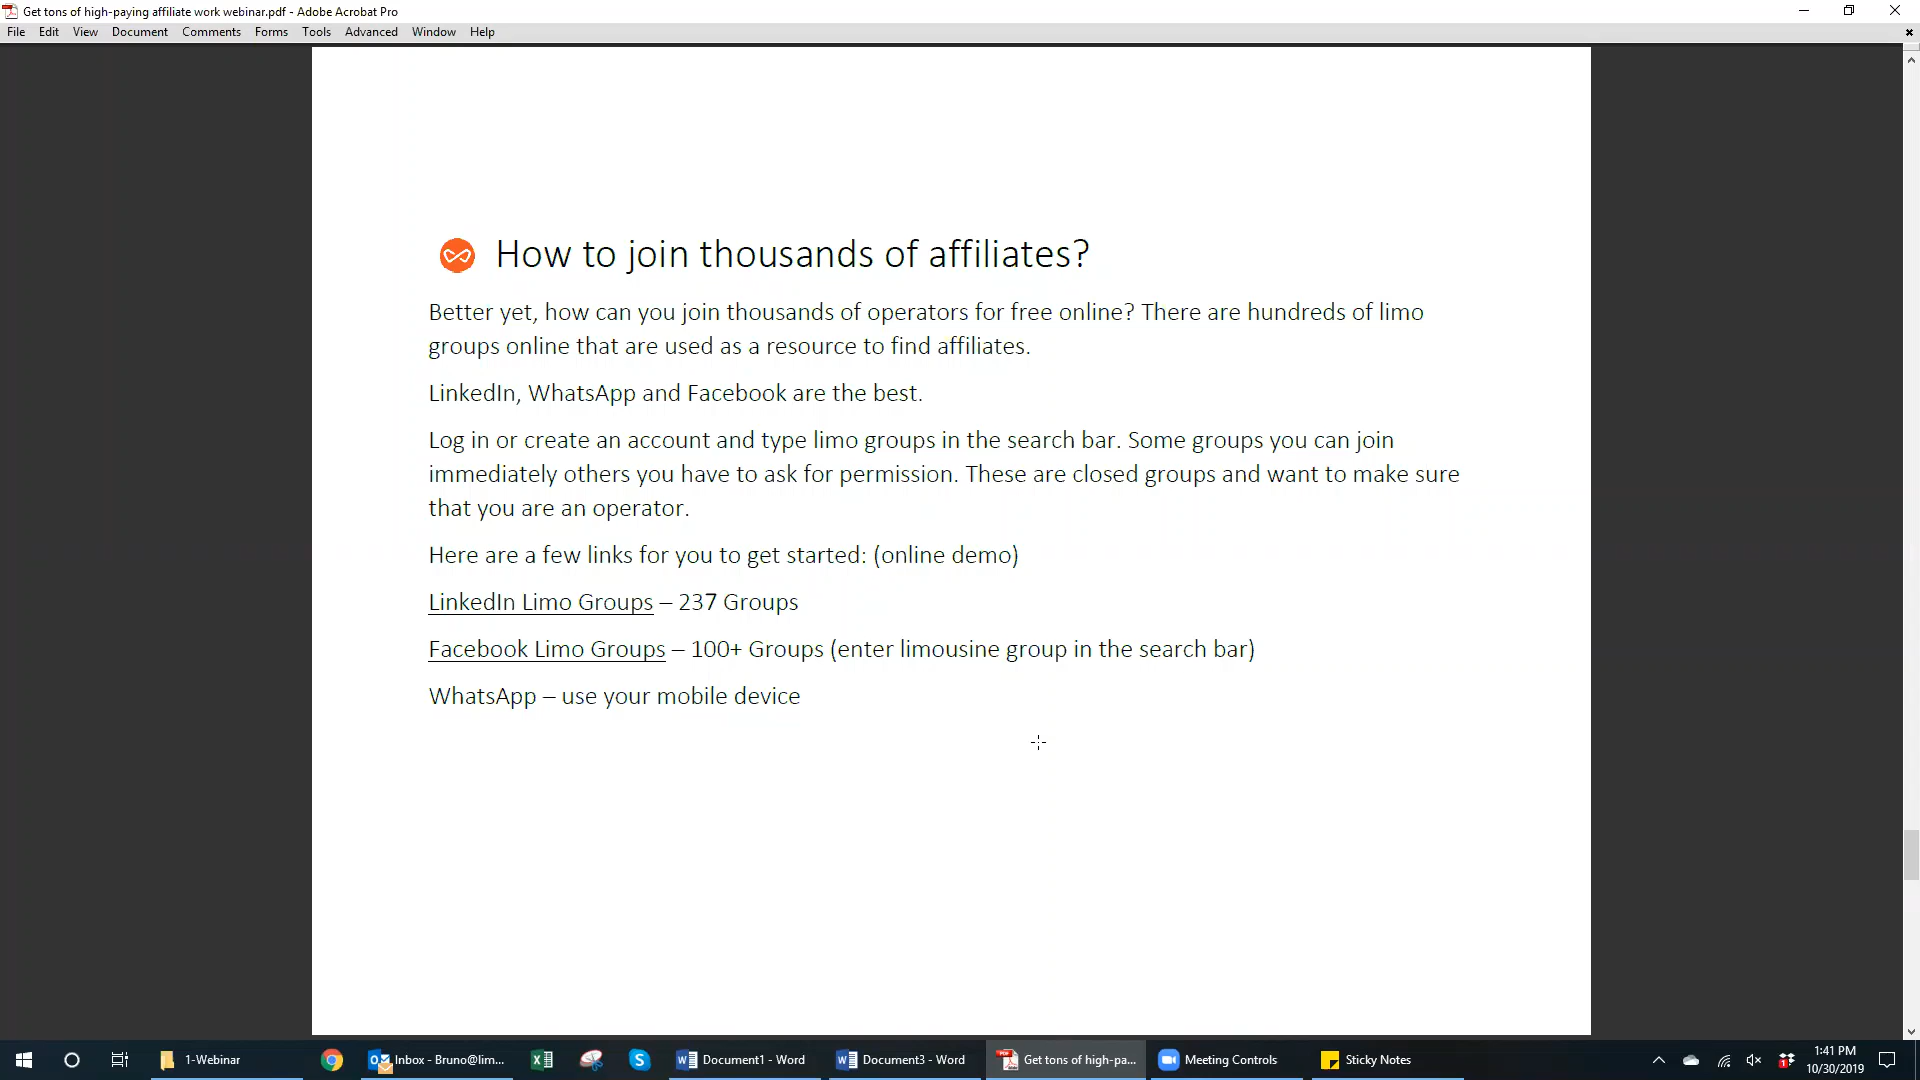 Get tons of high-paying affiliate work webinar.pdf - Adobe Acrobat Pro
File Edit View Document Comments Forms Tools Advanced Window Help
How to join thousands of affiliates?
Better yet, how can you join thousands of operators for free online? There are hundreds of limo
groups online that are used as a resource to find affiliates.
LinkedIn, WhatsApp and Facebook are the best.
Log in or create an account and type limo groups in the search bar. Some groups you can join
immediately others you have to ask for permission. These are closed groups and want to make sure
that you are an operator.
Here are a few links for you to get started: (online demo)
LinkedIn Limo Groups – 237 Groups
Facebook Limo Groups – 100+ Groups (enter limousine group in the search bar)
WhatsApp – use your mobile device
1-Webinar Inbox - Bruno@lim... Document1 - Word Document3 - Word Get tons of high-pa... Meeting Controls Sticky Notes
1:41 PM
10/30/2019